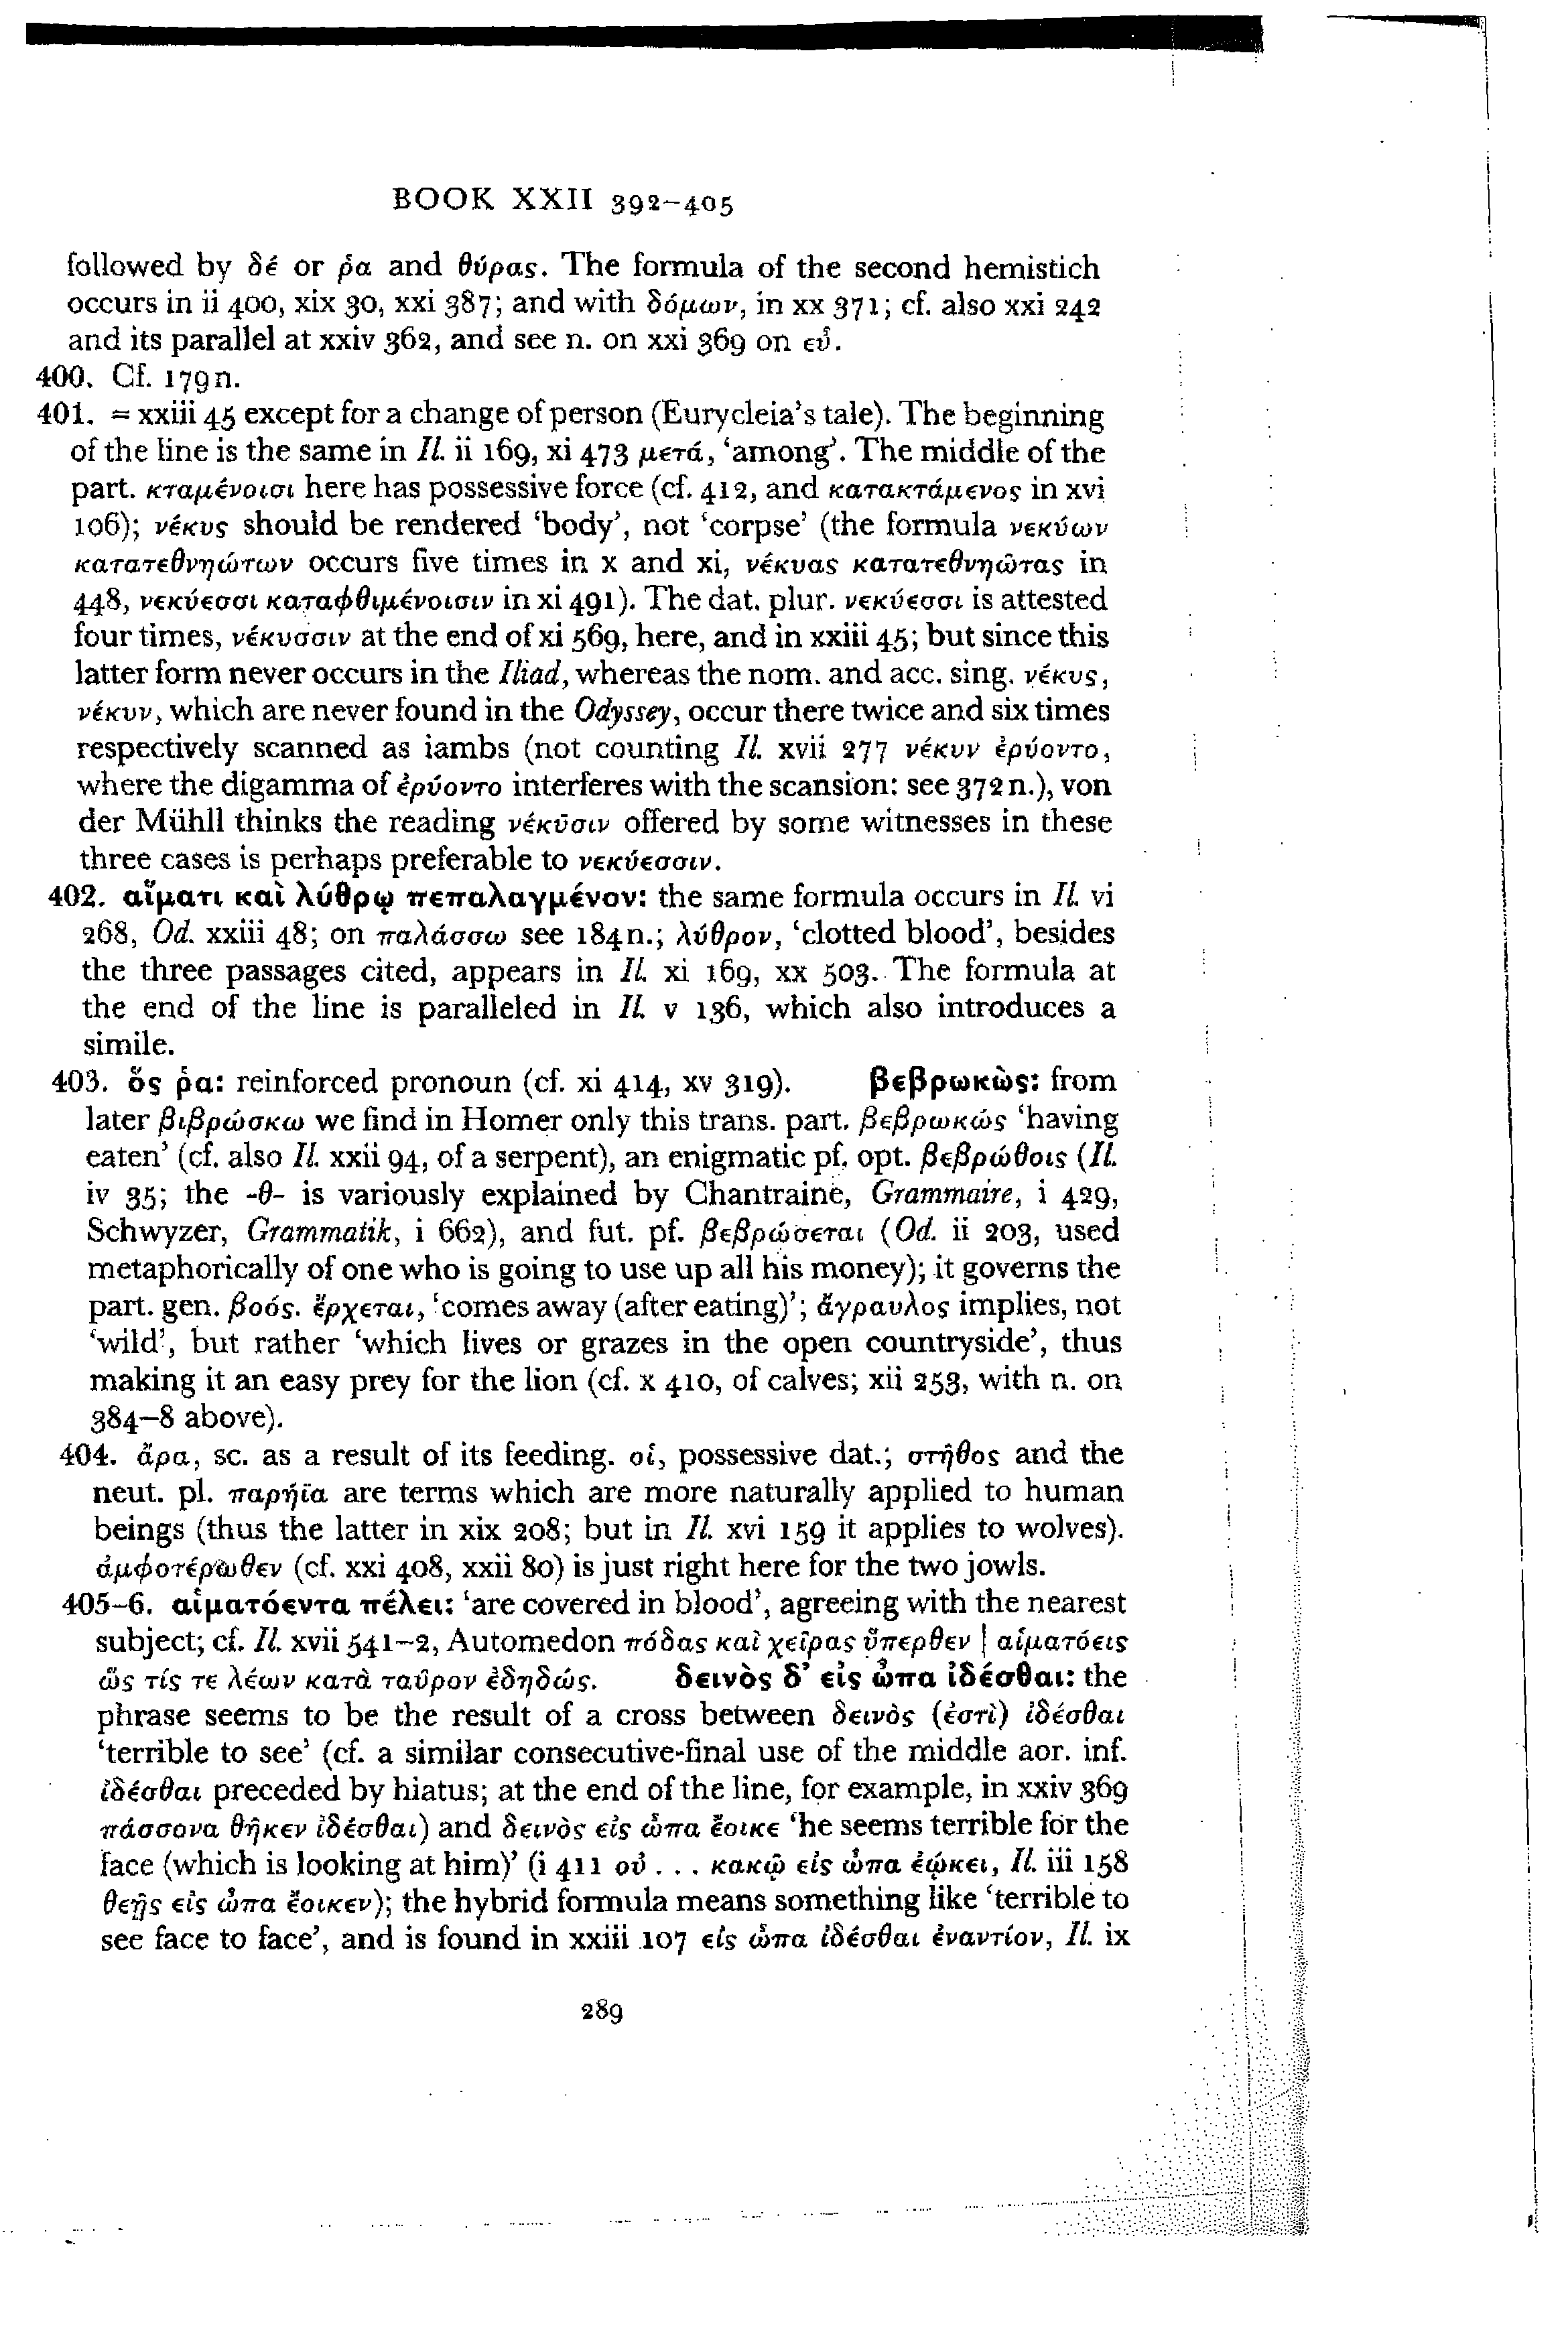 BOOK XXII 392–405
followed by δέ or ῥα and θύρας. The formula of the second hemistich
occurs in ii 400, xix 30, xxi 387; and with δόμων, in xx 371; cf. also xxi 242
and its parallel at xxiv 362, and see n. on xxi 369 on εὖ.
400. Cf. 179n.
401. = xxiii 45 except for a change of person (Eurycleia's tale). The beginning
of the line is the same in Il. ii 169, xi 473 μετά, 'among'. The middle of the
part. κταμένοισι here has possessive force (cf. 412, and κατακτάμενος in xvi
106); νέκυς should be rendered 'body', not 'corpse' (the formula νεκύων
κατατεθνηώτων occurs five times in x and xi, νέκυας κατατεθνηῶτας in
448, νεκύεσσι καταφθιμένοισιν in xi 491). The dat. plur. νεκύεσσι is attested
four times, νέκυσσιν at the end of xi 569, here, and in xxiii 45; but since this
latter form never occurs in the Iliad, whereas the nom. and acc. sing. νέκυς,
νέκυν, which are never found in the Odyssey, occur there twice and six times
respectively scanned as iambs (not counting Il. xvii 277 νέκυν ἐρύοντο,
where the digamma of ἐρύοντο interferes with the scansion: see 372n.), von
der Mühll thinks the reading νέκῡσιν offered by some witnesses in these
three cases is perhaps preferable to νεκύεσσιν.
402. αἵματι καὶ λύθρῳ πεπαλαγμένον: the same formula occurs in Il. vi
268, Od. xxiii 48; on παλάσσω see 184n.; λύθρον, 'clotted blood', besides
the three passages cited, appears in Il. xi 169, xx 503. The formula at
the end of the line is paralleled in Il. v 136, which also introduces a
simile.
403. ὅς ῥα: reinforced pronoun (cf. xi 414, xv 319). βεβρωκὼς: from
later βιβρώσκω we find in Homer only this trans. part. βεβρωκώς 'having
eaten' (cf. also Il. xxii 94, of a serpent), an enigmatic pf. opt. βεβρώθοις (Il.
iv 35; the -θ- is variously explained by Chantraine, Grammaire, i 429,
Schwyzer, Grammatik, i 662), and fut. pf. βεβρώσεται (Od. ii 203, used
metaphorically of one who is going to use up all his money); it governs the
part. gen. βοός. ἔρχεται, 'comes away (after eating)'; ἄγραυλος implies, not
'wild', but rather 'which lives or grazes in the open countryside', thus
making it an easy prey for the lion (cf. x 410, of calves; xii 253, with n. on
384–8 above).
404. ἄρα, sc. as a result of its feeding. οἱ, possessive dat.; στῆθος and the
neut. pl. παρήϊα are terms which are more naturally applied to human
beings (thus the latter in xix 208; but in Il. xvi 159 it applies to wolves).
ἀμφοτέρωθεν (cf. xxi 408, xxii 80) is just right here for the two jowls.
405–6. αἱματόεντα πέλει: 'are covered in blood', agreeing with the nearest
subject; cf. Il. xvii 541–2, Automedon πόδας καὶ χεῖρας ὕπερθεν | αἱματόεις
ὥς τίς τε λέων κατὰ ταῦρον ἐδηδώς. δεινὸς δ' εἰς ὦπα ἰδέσθαι: the
phrase seems to be the result of a cross between δεινὸς (ἐστὶ) ἰδέσθαι
'terrible to see' (cf. a similar consecutive-final use of the middle aor. inf.
ἰδέσθαι preceded by hiatus; at the end of the line, for example, in xxiv 369
πάσσονα θῆκεν ἰδέσθαι) and δεινὸς εἰς ὦπα ἔοικε 'he seems terrible for the
face (which is looking at him)' (i 411 οὐ . . . κακῷ εἰς ὦπα ἐῴκει, Il. iii 158
θεῇς εἰς ὦπα ἔοικεν); the hybrid formula means something like 'terrible to
see face to face', and is found in xxiii 107 εἰς ὦπα ἰδέσθαι ἐναντίον, Il. ix
289